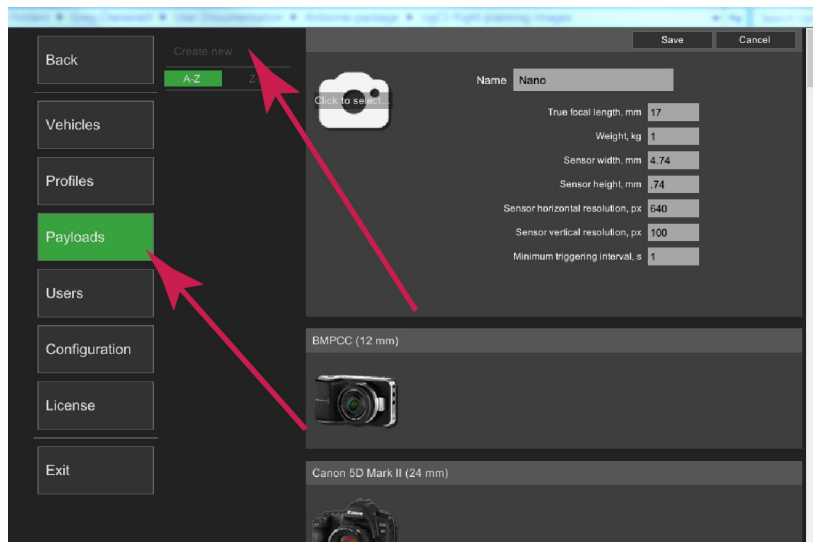 Back
Vehicles
Profiles
Payloads
Users
Configuration
License
Exit
Create new
A-Z
Save
Cancel
Click to select...
Name Nano
True focal length, mm 17
Weight, kg 1
Sensor width, mm 4.74
Sensor height, mm .74
Sensor horizontal resolution, px 640
Sensor vertical resolution, px 100
Minimum triggering interval, s 1
BMPCC (12 mm)
Canon 5D Mark II (24 mm)
Canon